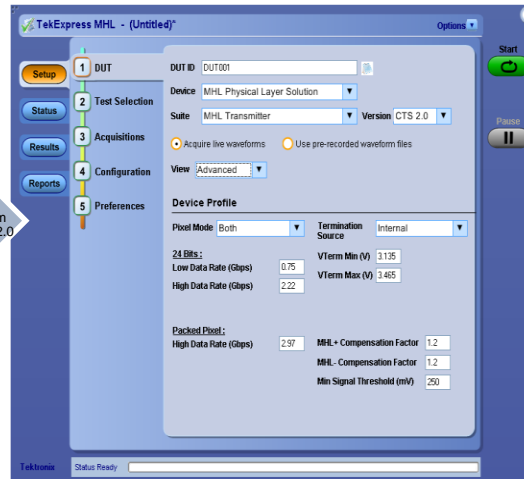 TekExpress MHL - (Untitled)*
Options
Start
Setup
1 DUT
DUT ID DUT001
Device MHL Physical Layer Solution
Status
2 Test Selection
Suite MHL Transmitter Version CTS 2.0
Pause
3 Acquisitions
Acquire live waveforms Use pre-recorded waveform files
Results
4 Configuration
View Advanced
Reports
5 Preferences
Device Profile
2.0
Pixel Mode Both Termination Source Internal
24 Bits :
VTerm Min (V) 3.135
Low Data Rate (Gbps) 0.75
VTerm Max (V) 3.465
High Data Rate (Gbps) 2.22
Packed Pixel :
High Data Rate (Gbps) 2.97
MHL+ Compensation Factor 1.2
MHL- Compensation Factor 1.2
Min Signal Threshold (mV) 250
Tektronix Status Ready